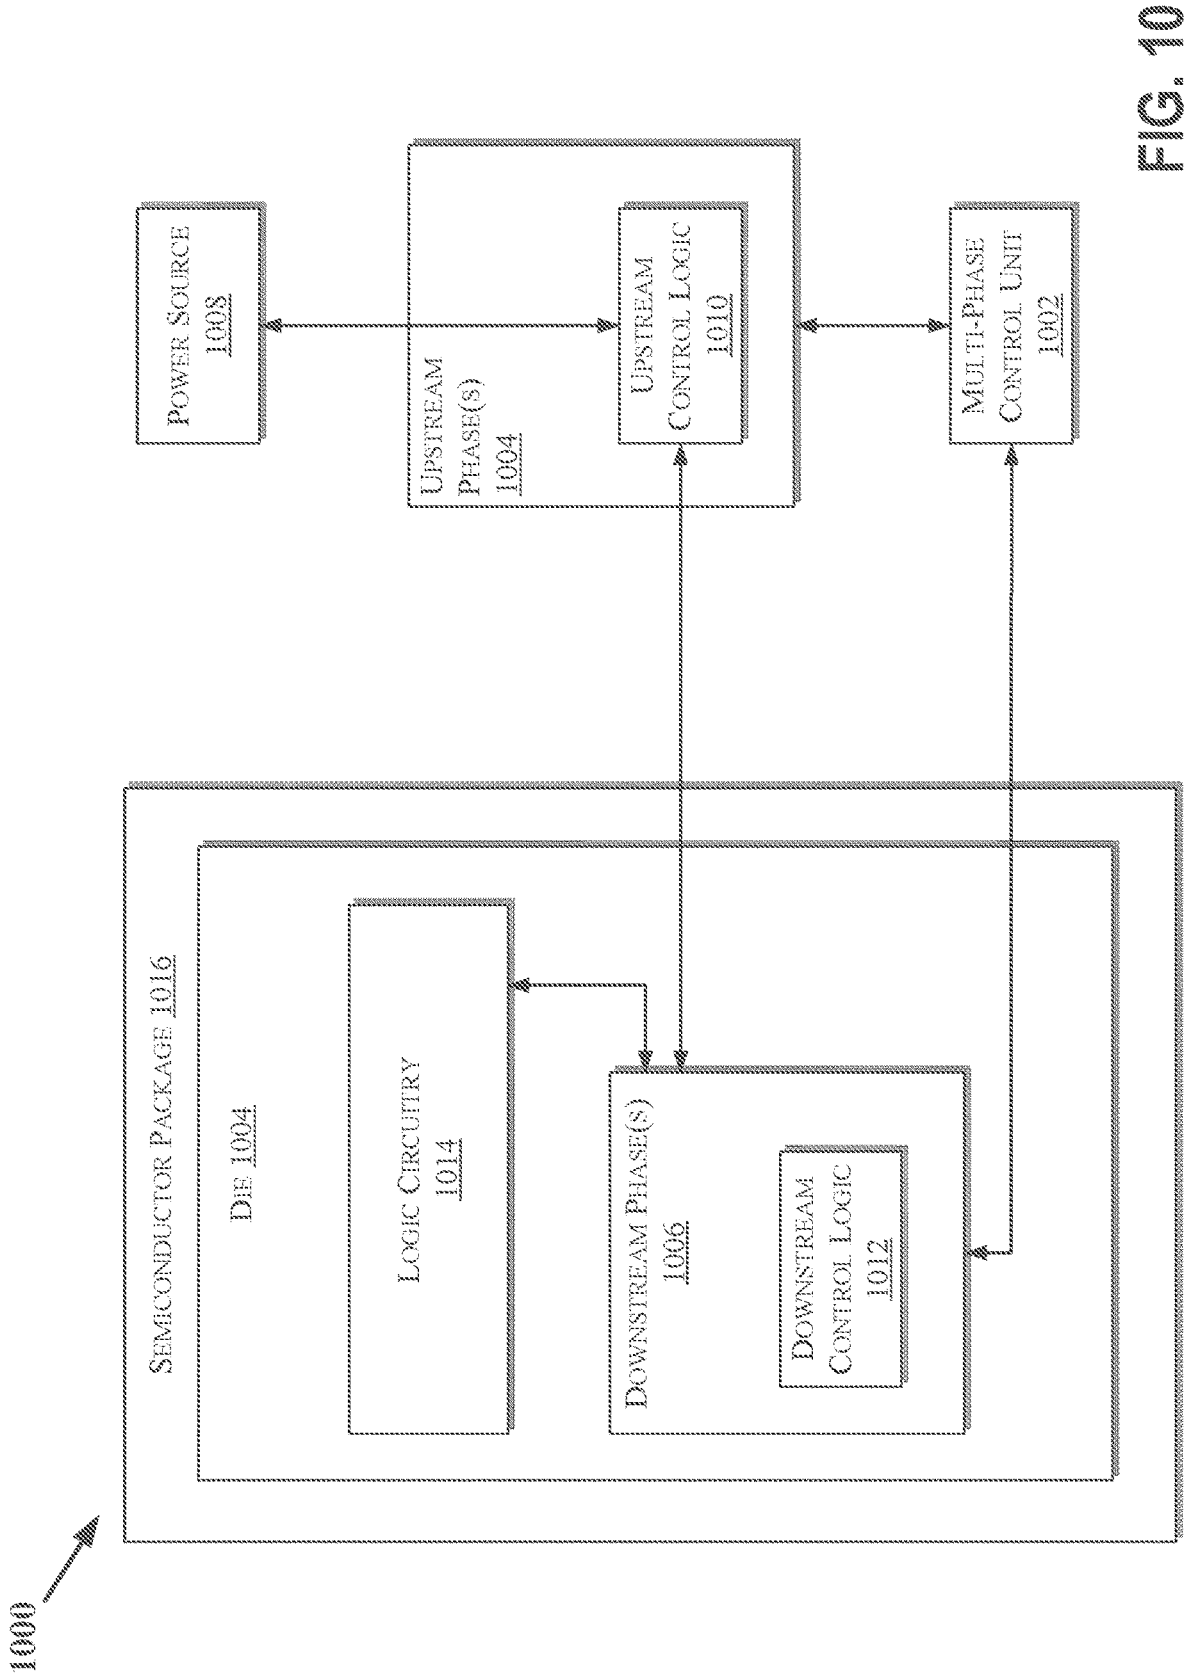 1000
SEMICONDUCTOR PACKAGE 1016
DIE 1004
LOGIC CIRCUITRY
1014
DOWNSTREAM PHASE(S)
1006
DOWNSTREAM
CONTROL LOGIC
1012
POWER SOURCE
1008
UPSTREAM
PHASE(S)
1004
UPSTREAM
CONTROL LOGIC
1010
MULTI-PHASE
CONTROL UNIT
1002
FIG. 10